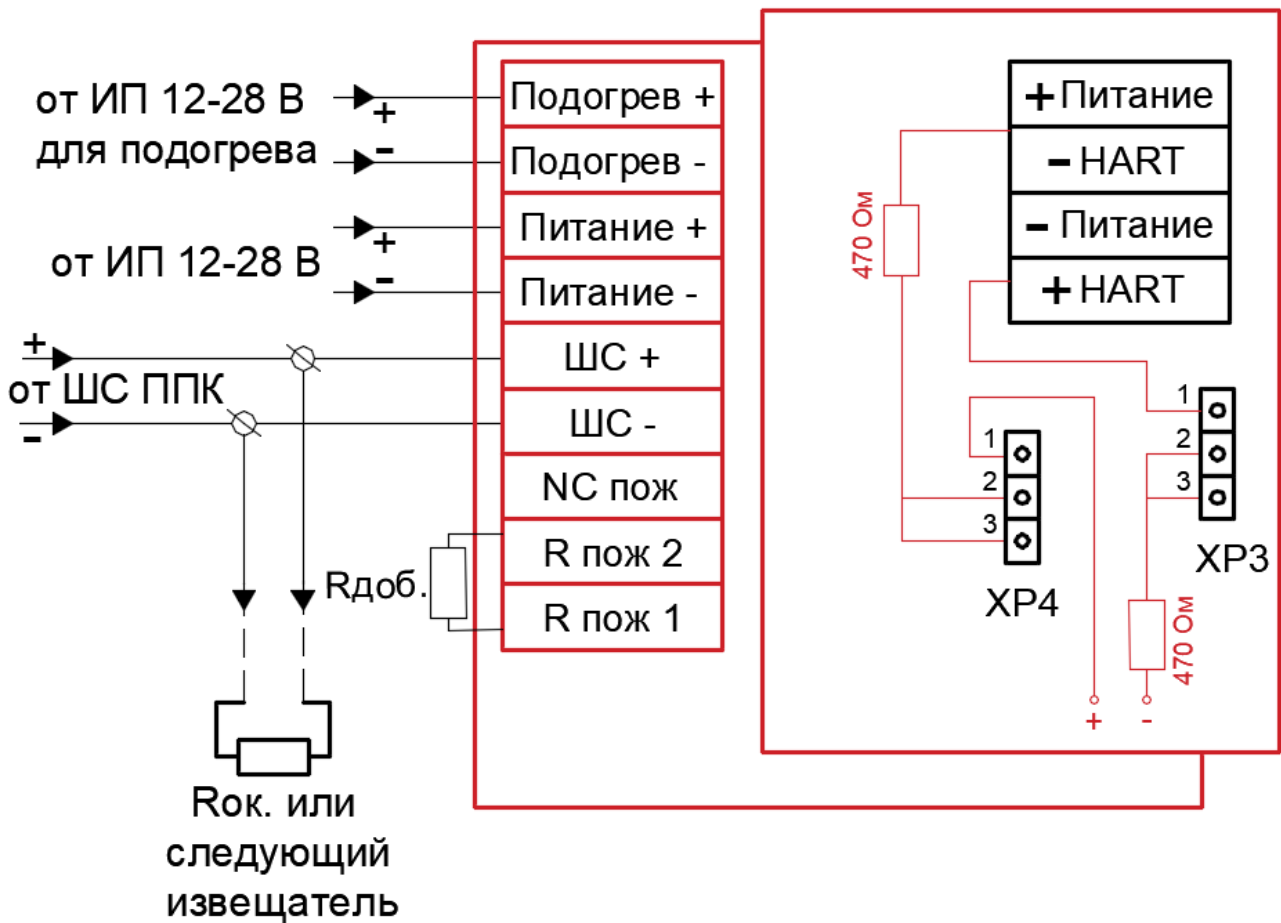 от ИП 12-28 В
для подогрева
+
-
от ИП 12-28 В
+
-
+
от ШС ППК
-
Подогрев +
Подогрев -
Питание +
Питание -
ШС +
ШС -
NC пож
R пож 2
R пож 1
Rдоб.
Rок. или
следующий
извещатель
+ Питание
- HART
- Питание
+ HART
470 Ом
1
2
3
XP4
1
2
3
XP3
470 Ом
+ -